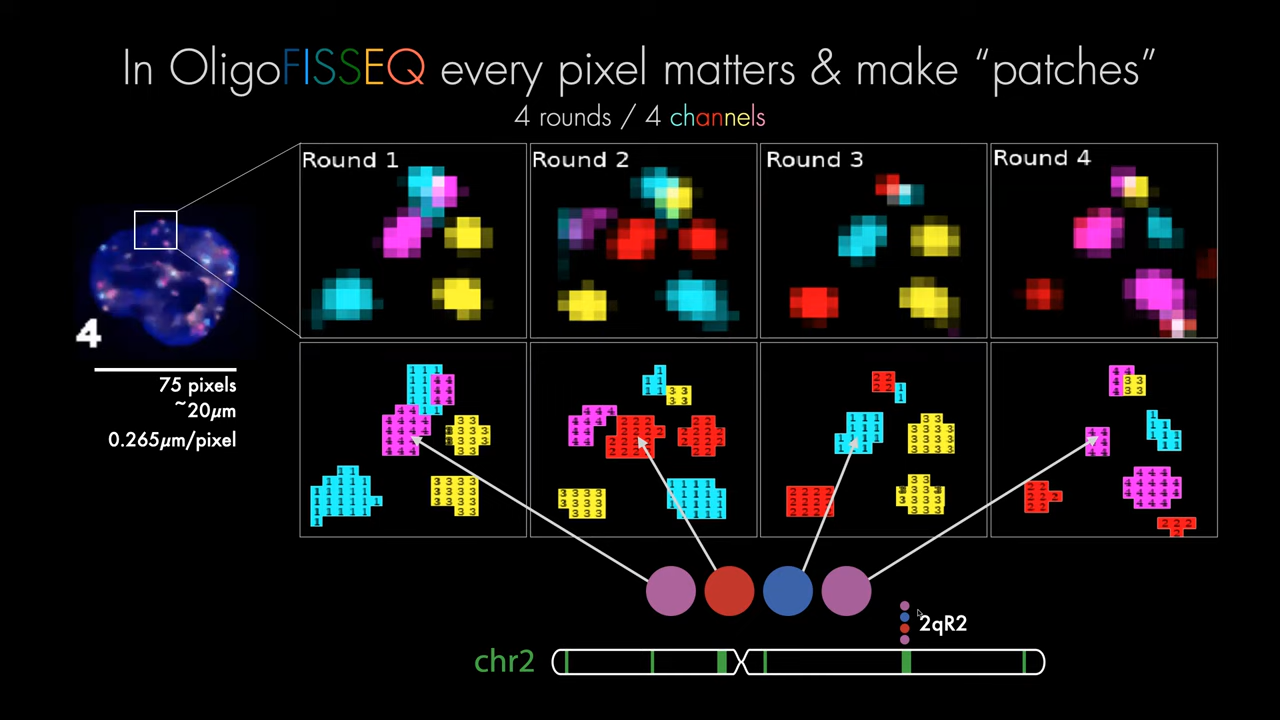 In OligoFISSEQ every pixel matters & make “patches”
4 rounds / 4 channels
Round 1
Round 2
Round 3
Round 4
4
75 pixels
~20µm
0.265µm/pixel
2qR2
chr2